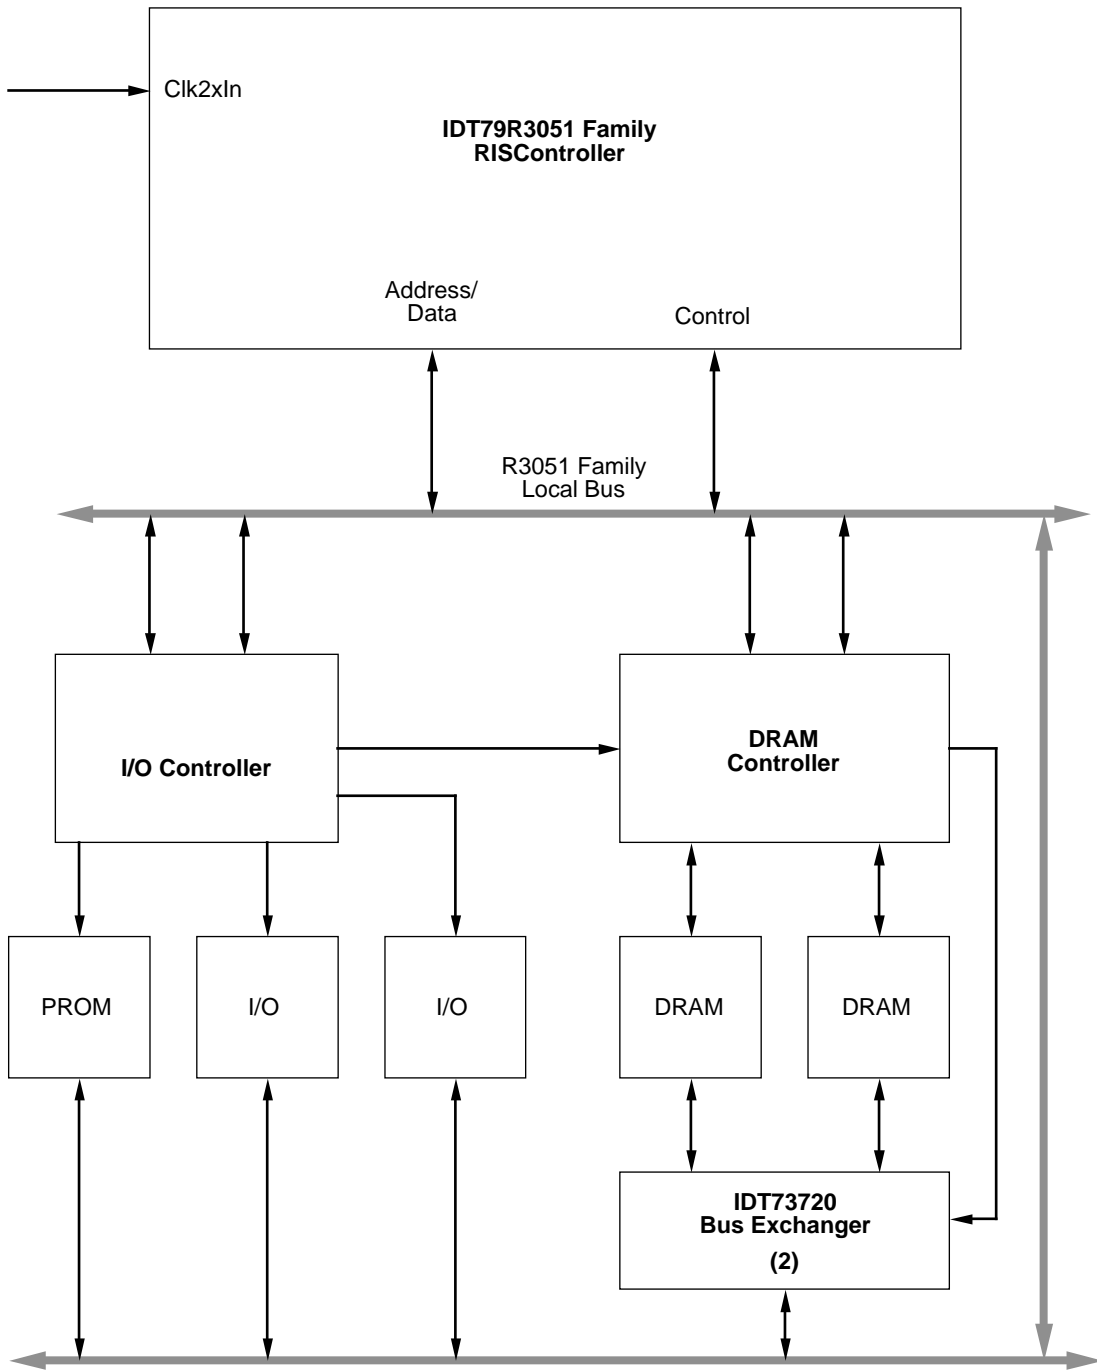 Clk2xIn
IDT79R3051 Family
RISController
Address/
Data
Control
R3051 Family
Local Bus
I/O Controller
DRAM
Controller
PROM
I/O
I/O
DRAM
DRAM
IDT73720
Bus Exchanger
(2)